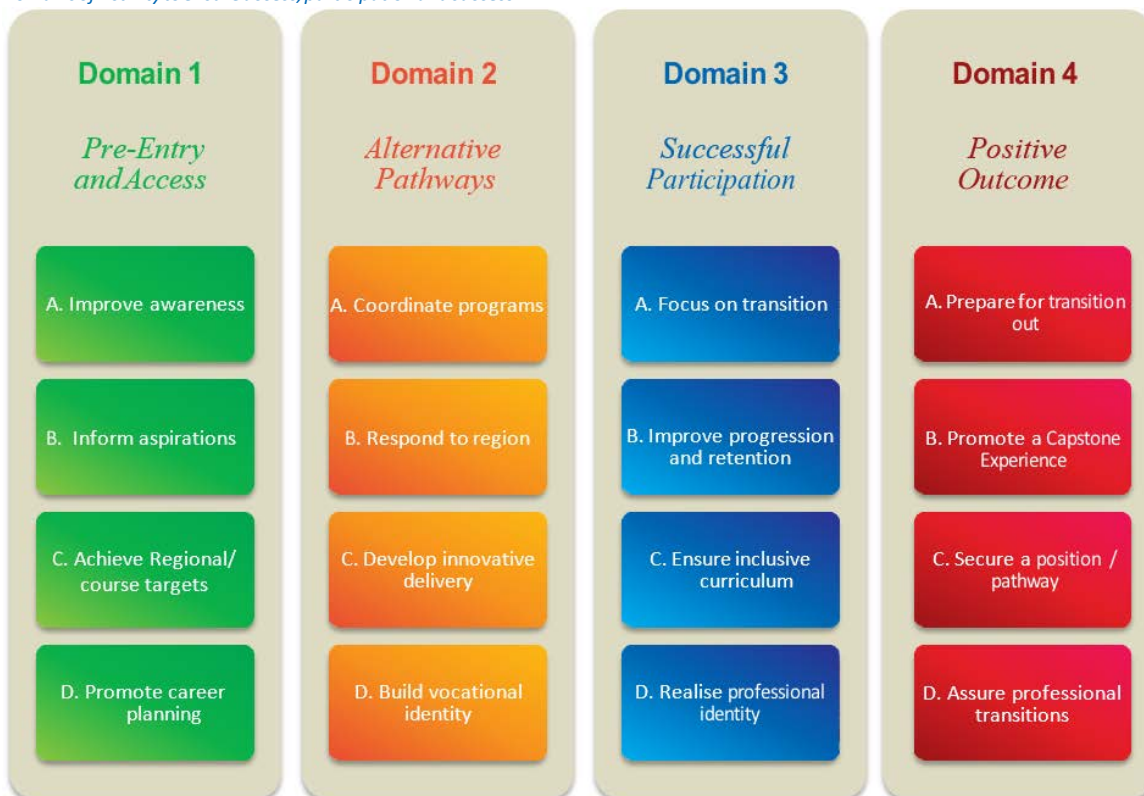 Domain 1
Pre-Entry
and Access
A. Improve awareness
B. Inform aspirations
C. Achieve Regional/
course targets
D. Promote career
planning
Domain 2
Alternative
Pathways
A. Coordinate programs
B. Respond to region
C. Develop innovative
delivery
D. Build vocational
identity
Domain 3
Successful
Participation
A. Focus on transition
B. Improve progression
and retention
C. Ensure inclusive
curriculum
D. Realise professional
identity
Domain 4
Positive
Outcome
A. Prepare for transition
out
B. Promote a Capstone
Experience
C. Secure a position /
pathway
D. Assure professional
transitions